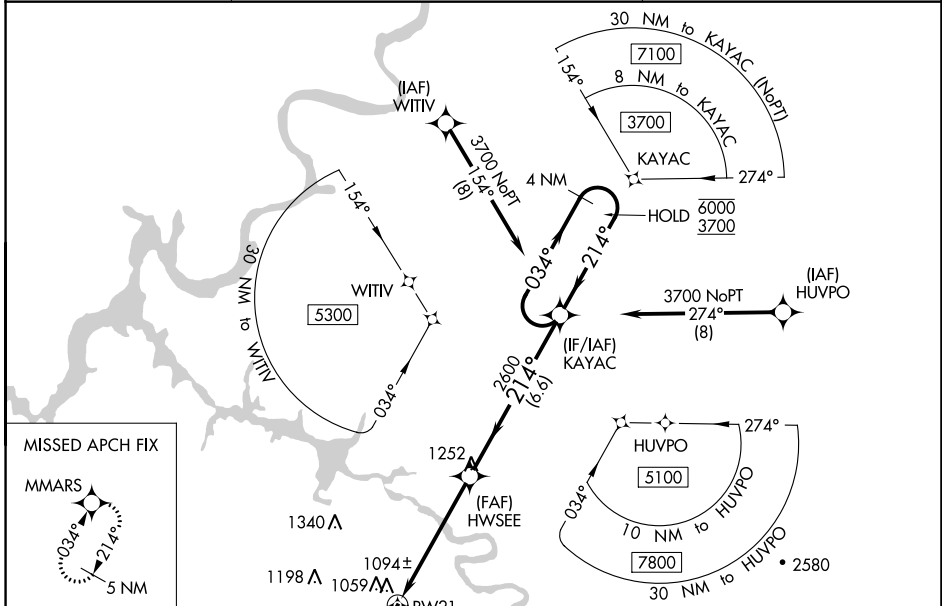 30 NM to KAYAC (NoPT)
7100
154°
8 NM to KAYAC
3700
KAYAC
274°
(IAF)
WITIV
3700 NoPT
154°
(8)
4 NM
HOLD 6000
3700
034°
214°
154°
30 NM to WITIV
WITIV
5300
034°
(IAF)
HUVPO
3700 NoPT
274°
(8)
(IF/IAF)
KAYAC
2600
214°
(6.6)
274°
HUVPO
5100
034°
10 NM to HUVPO
7800
30 NM to HUVPO
2580
1252
(FAF)
HWSEE
1340
1094±
1198
1059
RW21
MISSED APCH FIX
MMARS
034°
214°
5 NM